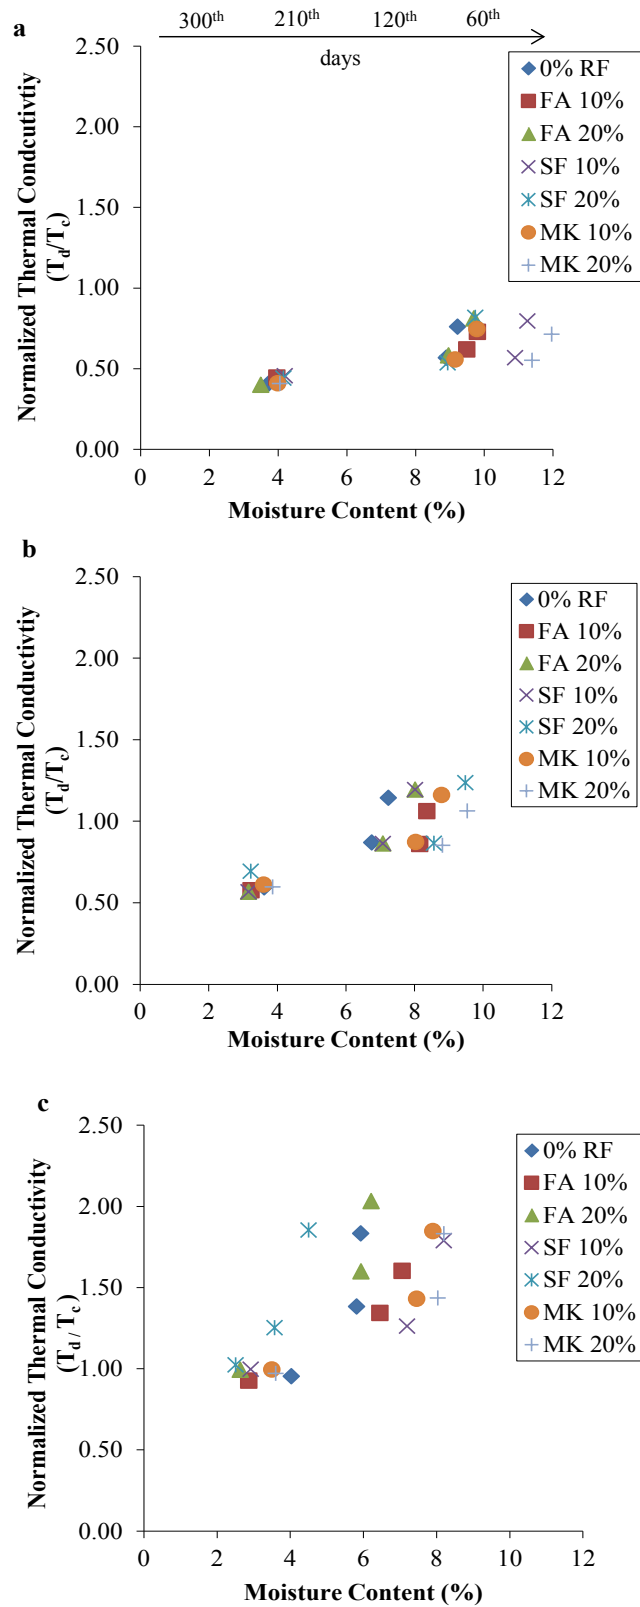 a
300th 210th 120th 60th
days
Normalized Thermal Condcutivtiy
(Td/Tc)
2.50
2.00
1.50
1.00
0.50
0.00
0 2 4 6 8 10 12
Moisture Content (%)
0% RF
FA 10%
FA 20%
SF 10%
SF 20%
MK 10%
MK 20%
b
Normalized Thermal Conductivtiy
(Td/Tc)
2.50
2.00
1.50
1.00
0.50
0.00
0 2 4 6 8 10 12
Moisture Content (%)
0% RF
FA 10%
FA 20%
SF 10%
SF 20%
MK 10%
MK 20%
c
Normalized Thermal Conductivity
(Td / Tc)
2.50
2.00
1.50
1.00
0.50
0.00
0 2 4 6 8 10 12
Moisture Content (%)
0% RF
FA 10%
FA 20%
SF 10%
SF 20%
MK 10%
MK 20%